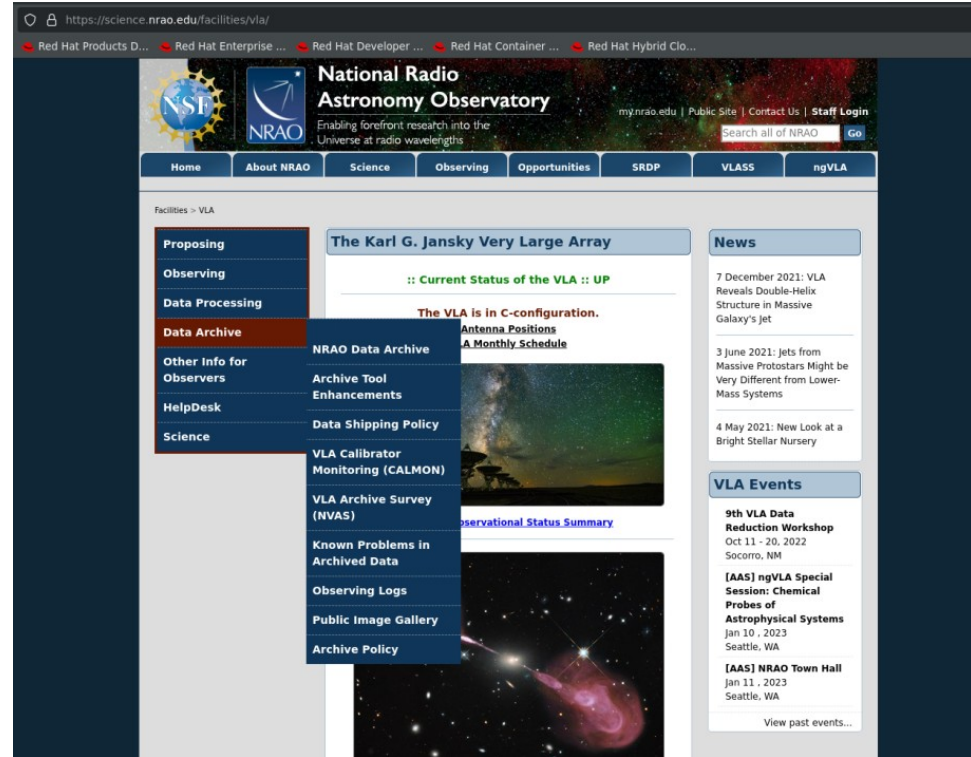 https://science.nrao.edu/facilities/vla/
Red Hat Products D... Red Hat Enterprise ... Red Hat Developer ... Red Hat Container ... Red Hat Hybrid Clo...
NSF
NRAO
National Radio
Astronomy Observatory
Enabling forefront research into the
Universe at radio wavelengths
my.nrao.edu | Public Site | Contact Us | Staff Login
Search all of NRAO Go
Home About NRAO Science Observing Opportunities SRDP VLASS ngVLA
Facilities > VLA
Proposing
Observing
Data Processing
Data Archive
Other Info for
Observers
HelpDesk
Science
NRAO Data Archive
Archive Tool
Enhancements
Data Shipping Policy
VLA Calibrator
Monitoring (CALMON)
VLA Archive Survey
(NVAS)
Known Problems in
Archived Data
Observing Logs
Public Image Gallery
Archive Policy
The Karl G. Jansky Very Large Array
:: Current Status of the VLA :: UP
The VLA is in C-configuration.
Antenna Positions
A Monthly Schedule
Status Summary
News
7 December 2021: VLA
Reveals Double-Helix
Structure in Massive
Galaxy's Jet
3 June 2021: Jets from
Massive Protostars Might be
Very Different from Lower-
Mass Systems
4 May 2021: New Look at a
Bright Stellar Nursery
VLA Events
9th VLA Data
Reduction Workshop
Oct 11 - 20,
2022
Socorro, NM
[AAS] ngVLA Special
Session: Chemical
Probes of
Astrophysical Systems
Jan 10 , 2023
Seattle, WA
[AAS] NRAO Town Hall
Jan 11 , 2023
Seattle, WA
View past events...